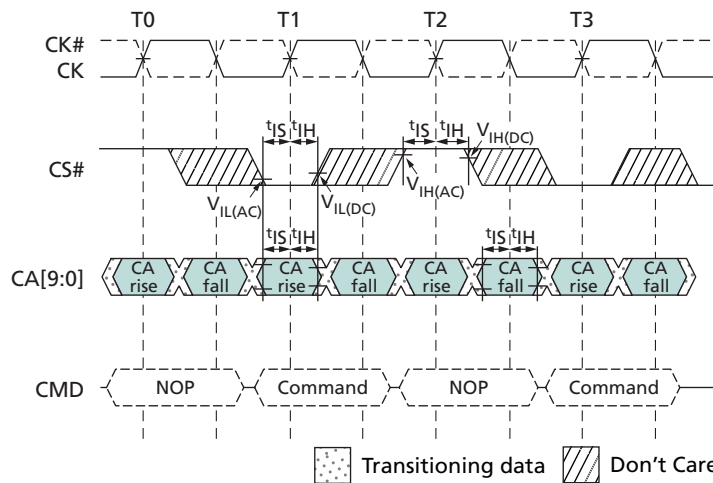 T0 T1 T2 T3
CK#
CK
tIS tIH tIS tIH
VIH(DC)
CS#
VIL(AC) VIL(DC) VIH(AC)
tIS tIH tIS tIH
CA[9:0]
CA rise CA fall CA rise CA fall CA rise CA fall CA rise CA fall
CMD NOP Command NOP Command
Transitioning data Don't Care